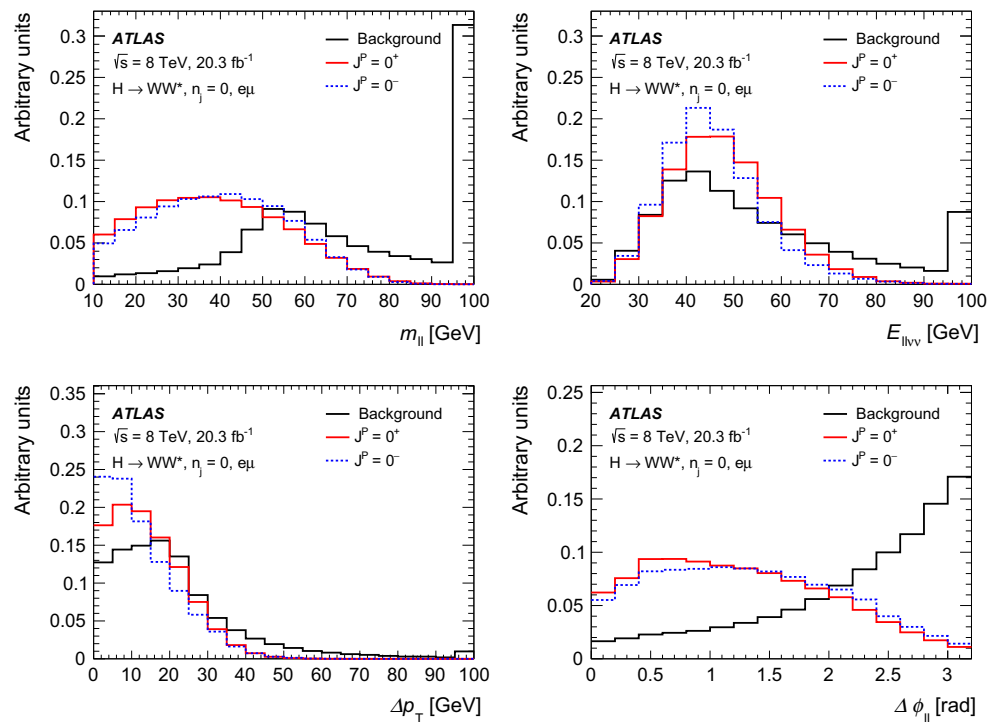 Arbitrary units
0.3
0.25
0.2
0.15
0.1
0.05
0
ATLAS
√s = 8 TeV, 20.3 fb⁻¹
H → WW*, nⱼ = 0, eμ
Background
Jᴾ = 0⁺
Jᴾ = 0⁻
10 20 30 40 50 60 70 80 90 100
m_ll [GeV]
Arbitrary units
0.3
0.25
0.2
0.15
0.1
0.05
0
ATLAS
√s = 8 TeV, 20.3 fb⁻¹
H → WW*, nⱼ = 0, eμ
Background
Jᴾ = 0⁺
Jᴾ = 0⁻
20 30 40 50 60 70 80 90 100
E_llνν [GeV]
Arbitrary units
0.35
0.3
0.25
0.2
0.15
0.1
0.05
0
ATLAS
√s = 8 TeV, 20.3 fb⁻¹
H → WW*, nⱼ = 0, eμ
Background
Jᴾ = 0⁺
Jᴾ = 0⁻
0 10 20 30 40 50 60 70 80 90 100
Δp_T [GeV]
Arbitrary units
0.25
0.2
0.15
0.1
0.05
0
ATLAS
√s = 8 TeV, 20.3 fb⁻¹
H → WW*, nⱼ = 0, eμ
Background
Jᴾ = 0⁺
Jᴾ = 0⁻
0 0.5 1 1.5 2 2.5 3
Δ ϕ_ll [rad]